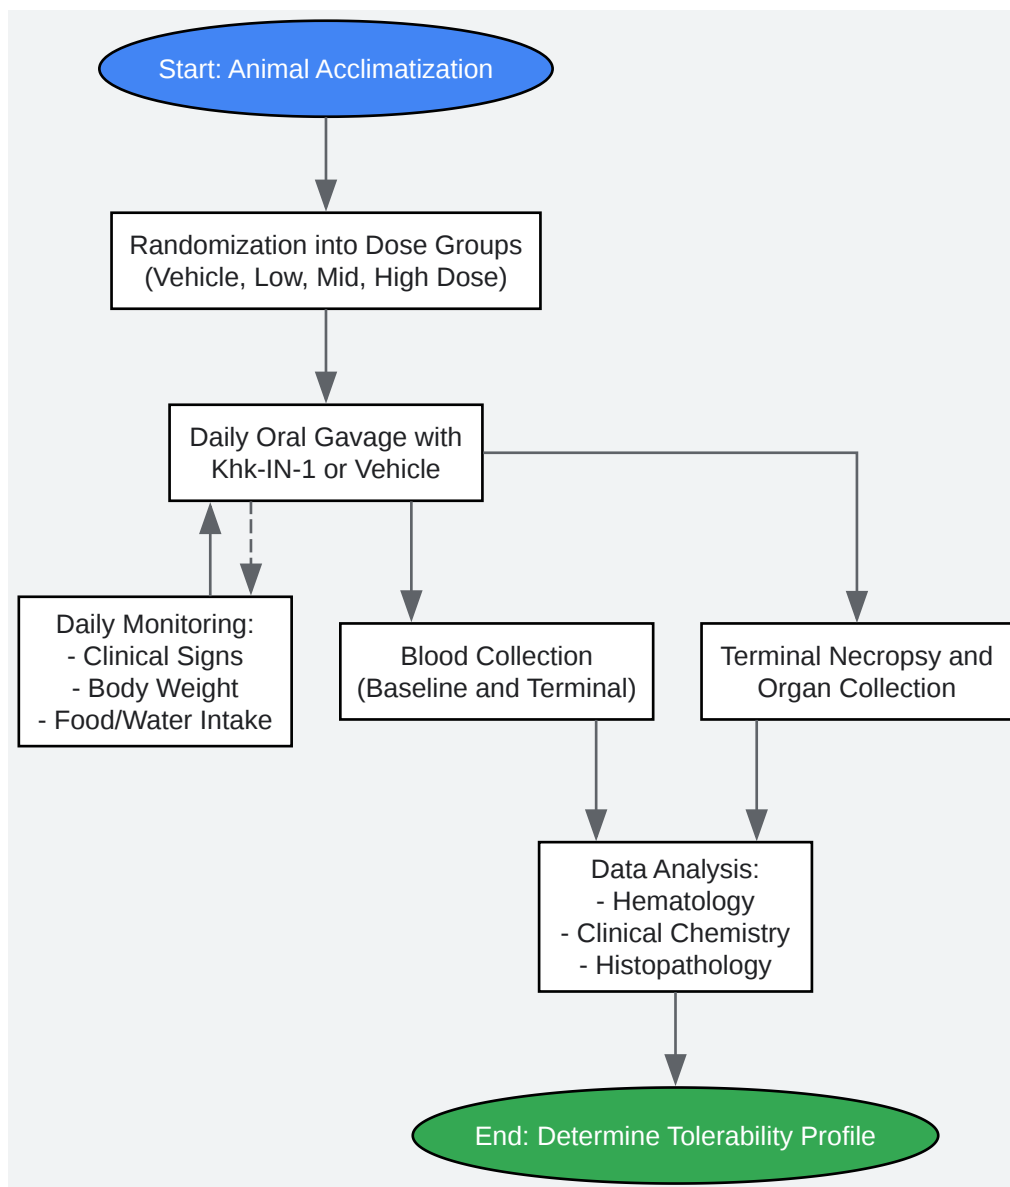 Start: Animal Acclimatization
Randomization into Dose Groups
(Vehicle, Low, Mid, High Dose)
Daily Oral Gavage with
Khk-IN-1 or Vehicle
Daily Monitoring:
- Clinical Signs
- Body Weight
- Food/Water Intake
Blood Collection
(Baseline and Terminal)
Terminal Necropsy and
Organ Collection
Data Analysis:
- Hematology
- Clinical Chemistry
- Histopathology
End: Determine Tolerability Profile